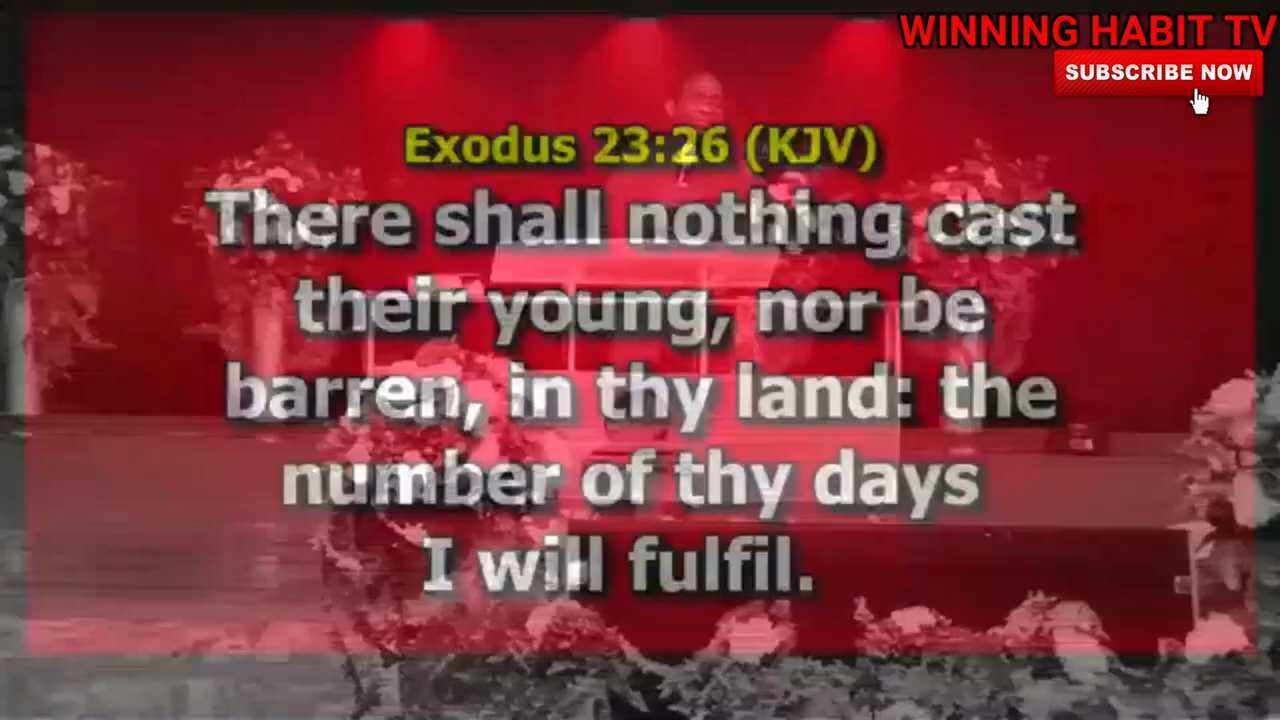 WINNING HABIT TV
SUBSCRIBE NOW
Exodus 23:26 (KJV)
There shall nothing cast
their young, nor be
barren, in thy land: the
number of thy days
I will fulfil.